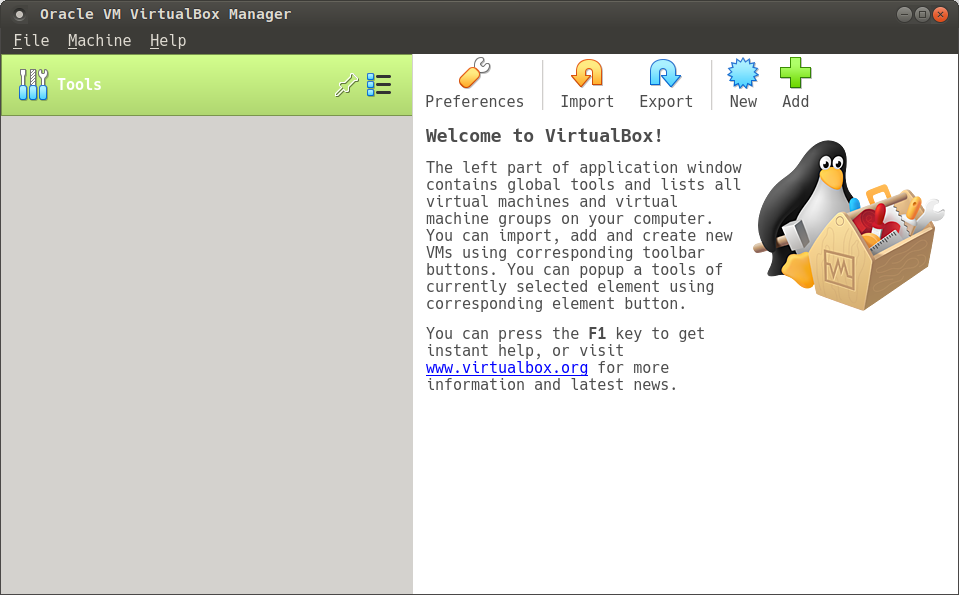 Oracle VM VirtualBox Manager
File Machine Help
Tools
Preferences Import Export New Add
Welcome to VirtualBox!
The left part of application window
contains global tools and lists all
virtual machines and virtual
machine groups on your computer.
You can import, add and create new
VMs using corresponding toolbar
buttons. You can popup a tools of
currently selected element using
corresponding element button.
You can press the F1 key to get
instant help, or visit
www.virtualbox.org for more
information and latest news.